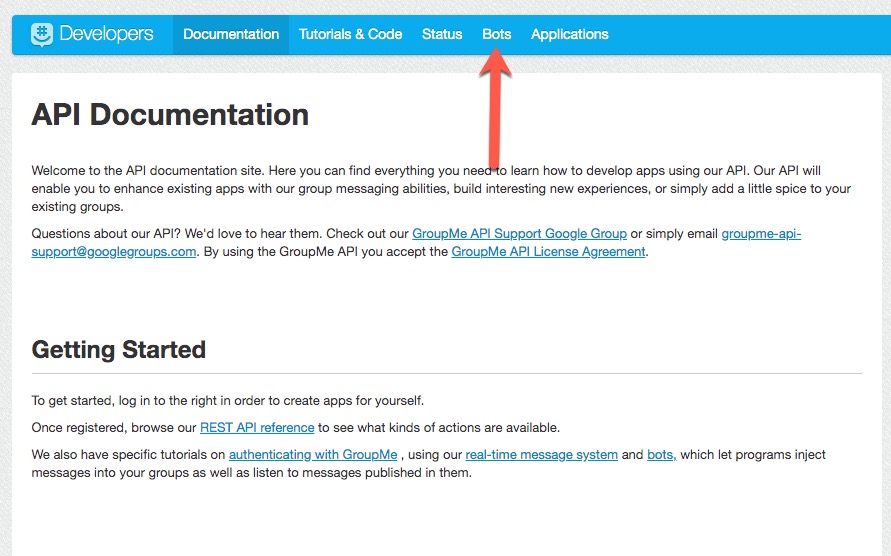 Developers Documentation Tutorials & Code Status Bots Applications
API Documentation
Welcome to the API documentation site. Here you can find everything you need to learn how to develop apps using our API. Our API will
enable you to enhance existing apps with our group messaging abilities, build interesting new experiences, or simply add a little spice to your
existing groups.
Questions about our API? We'd love to hear them. Check out our GroupMe API Support Google Group or simply email groupme-api-
support@googlegroups.com. By using the GroupMe API you accept the GroupMe API License Agreement.
Getting Started
To get started, log in to the right in order to create apps for yourself.
Once registered, browse our REST API reference to see what kinds of actions are available.
We also have specific tutorials on authenticating with GroupMe , using our real-time message system and bots, which let programs inject
messages into your groups as well as listen to messages published in them.